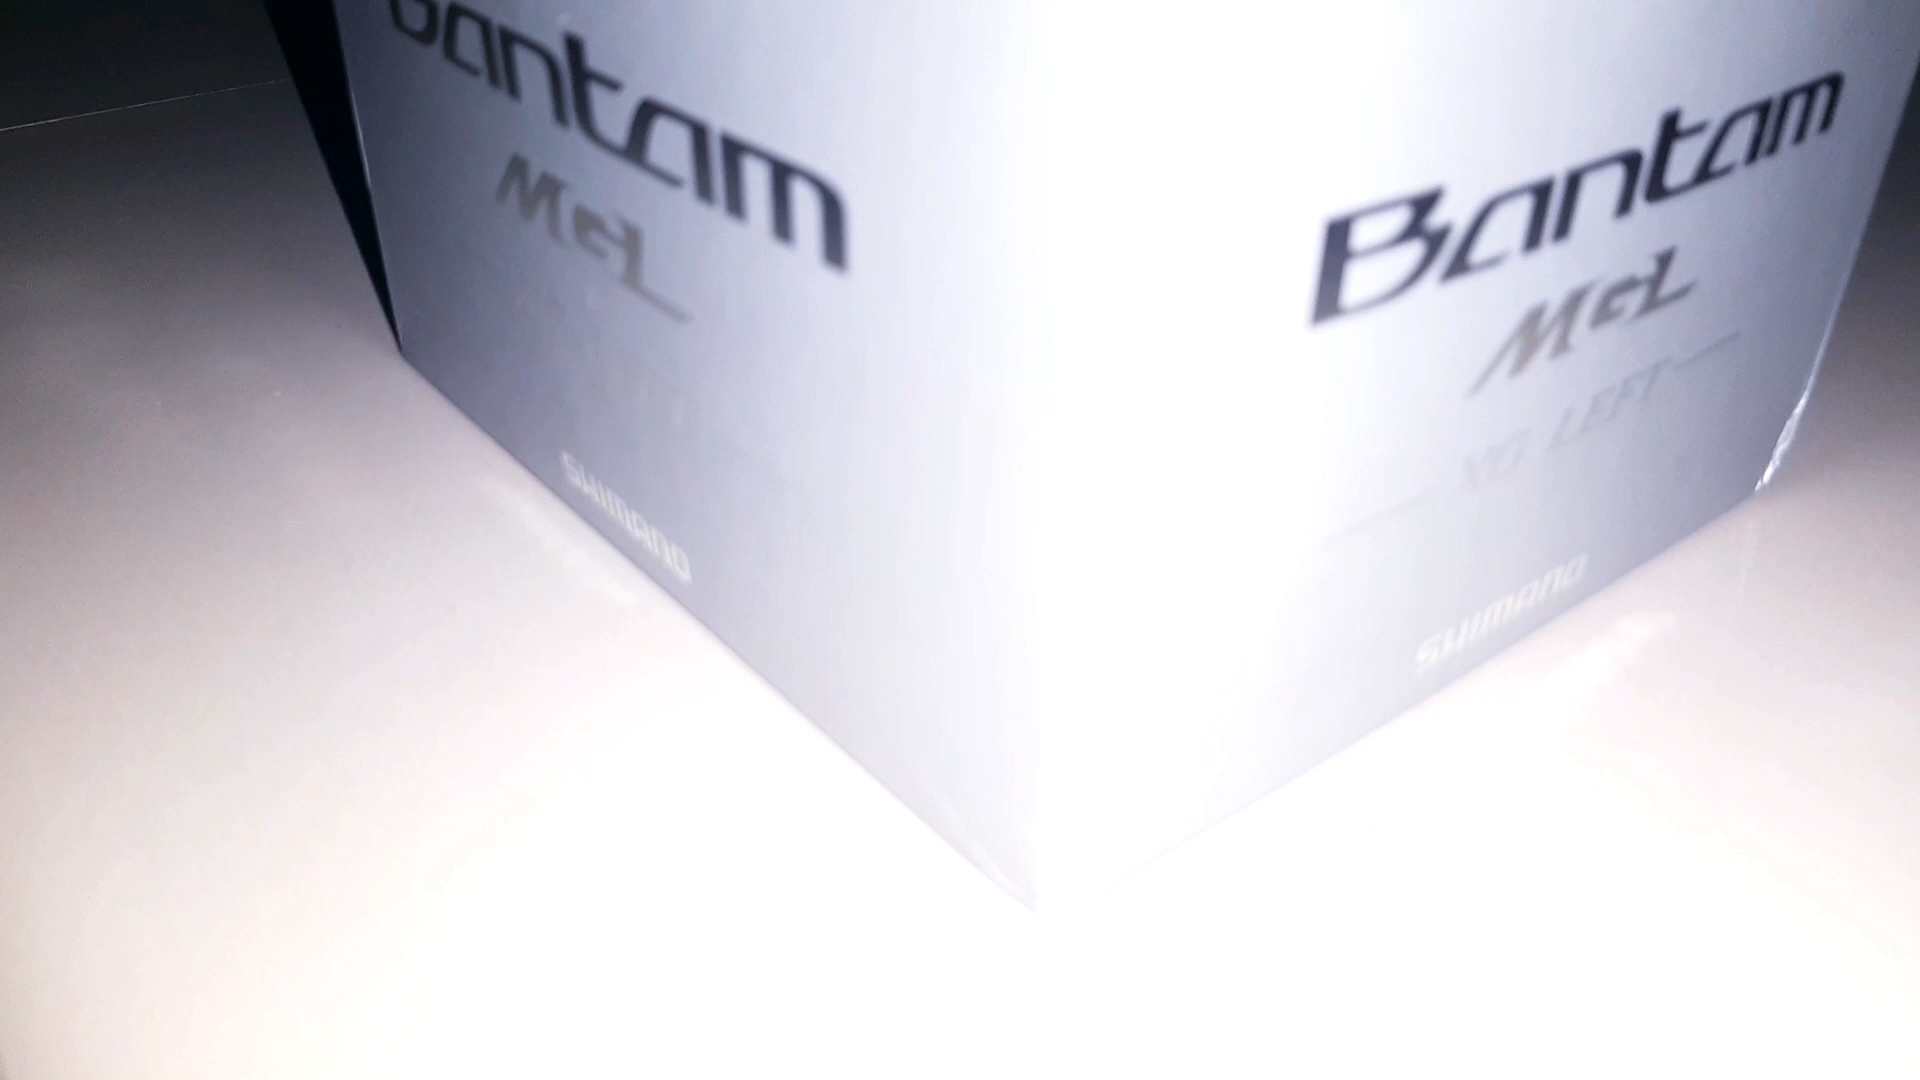 Bantam
MGL
SHIMANO
Bantam
MGL
XG LEFT
SHIMANO